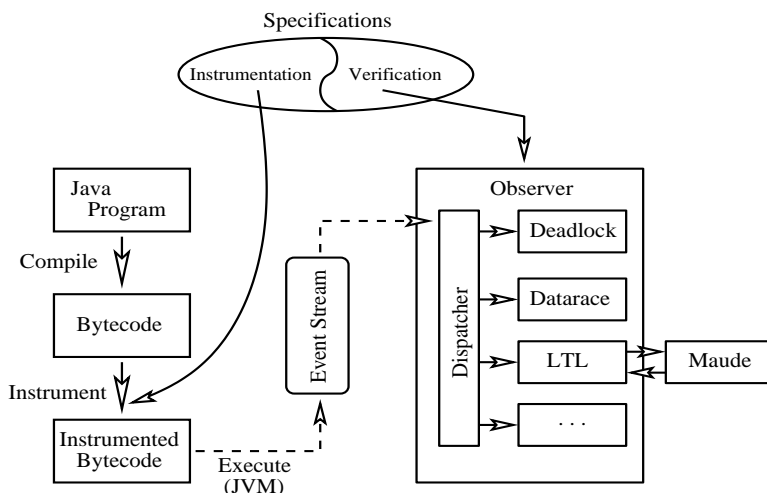 Specifications
Instrumentation
Verification
Java
Program
Compile
Bytecode
Instrument
Instrumented
Bytecode
Execute
(JVM)
Event Stream
Observer
Dispatcher
Deadlock
Datarace
LTL
. . .
Maude